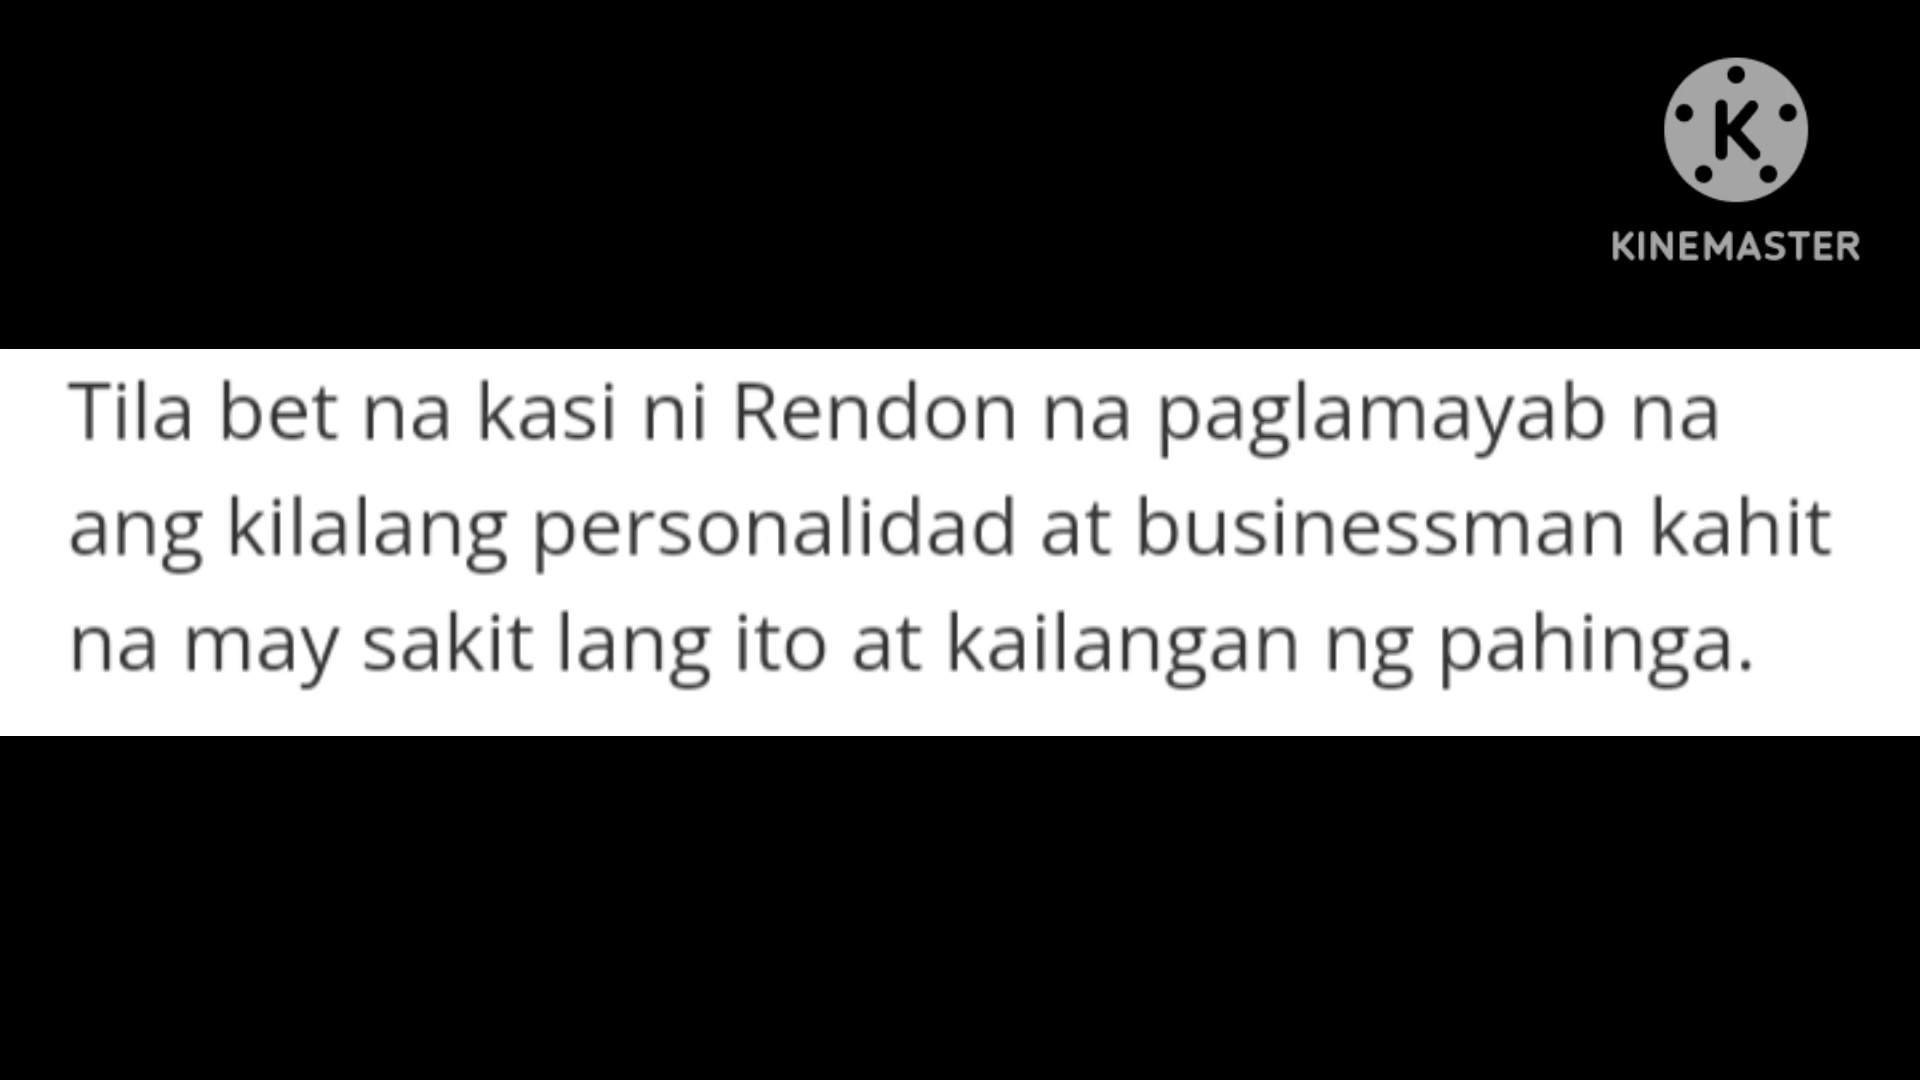 K
KINEMASTER
Tila bet na kasi ni Rendon na paglamayab na
ang kilalang personalidad at businessman kahit
na may sakit lang ito at kailangan ng pahinga.